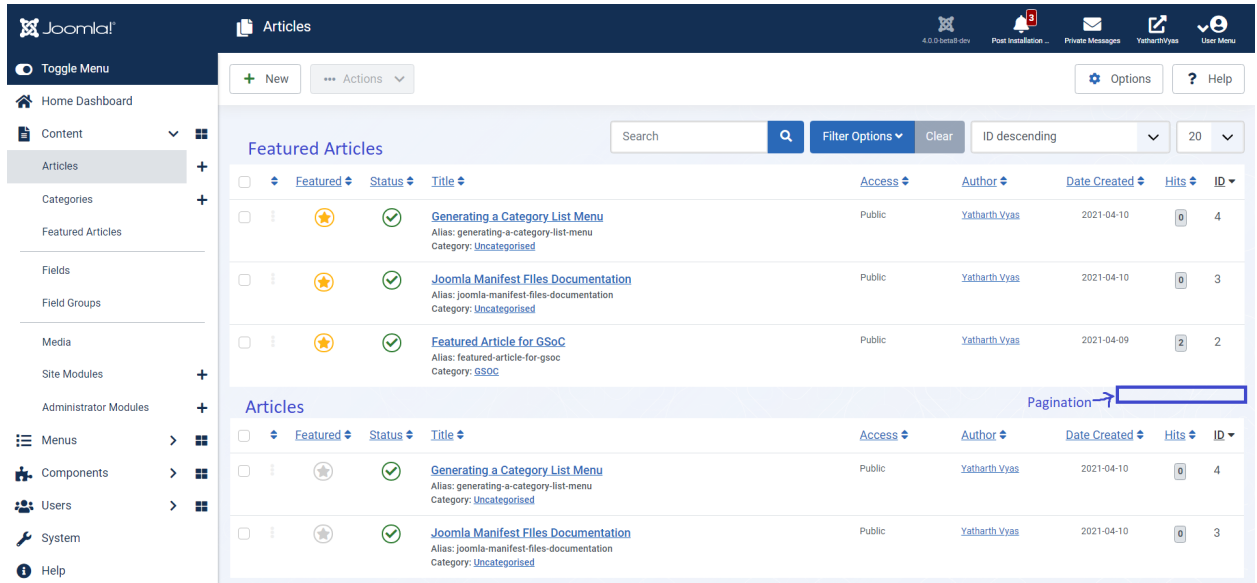 Joomla!®
Articles
4.0.0-beta8-dev
3
Post Installation ...
Private Messages
YatharthVyas
User Menu
Toggle Menu
Home Dashboard
Content
Articles
Categories
Featured Articles
Fields
Field Groups
Media
Site Modules
Administrator Modules
Menus
Components
Users
System
Help
New
Actions
Options
? Help
Featured Articles
Search
Filter Options
Clear
ID descending
20
Featured Status Title Access Author Date Created Hits ID
Generating a Category List Menu Public Yatharth Vyas 2021-04-10 0 4
Alias: generating-a-category-list-menu
Category: Uncategorised
Joomla Manifest FIles Documentation Public Yatharth Vyas 2021-04-10 0 3
Alias: joomla-manifest-files-documentation
Category: Uncategorised
Featured Article for GSoC Public Yatharth Vyas 2021-04-09 2 2
Alias: featured-article-for-gsoc
Category: GSOC
Pagination
Articles
Featured Status Title Access Author Date Created Hits ID
Generating a Category List Menu Public Yatharth Vyas 2021-04-10 0 4
Alias: generating-a-category-list-menu
Category: Uncategorised
Joomla Manifest FIles Documentation Public Yatharth Vyas 2021-04-10 0 3
Alias: joomla-manifest-files-documentation
Category: Uncategorised